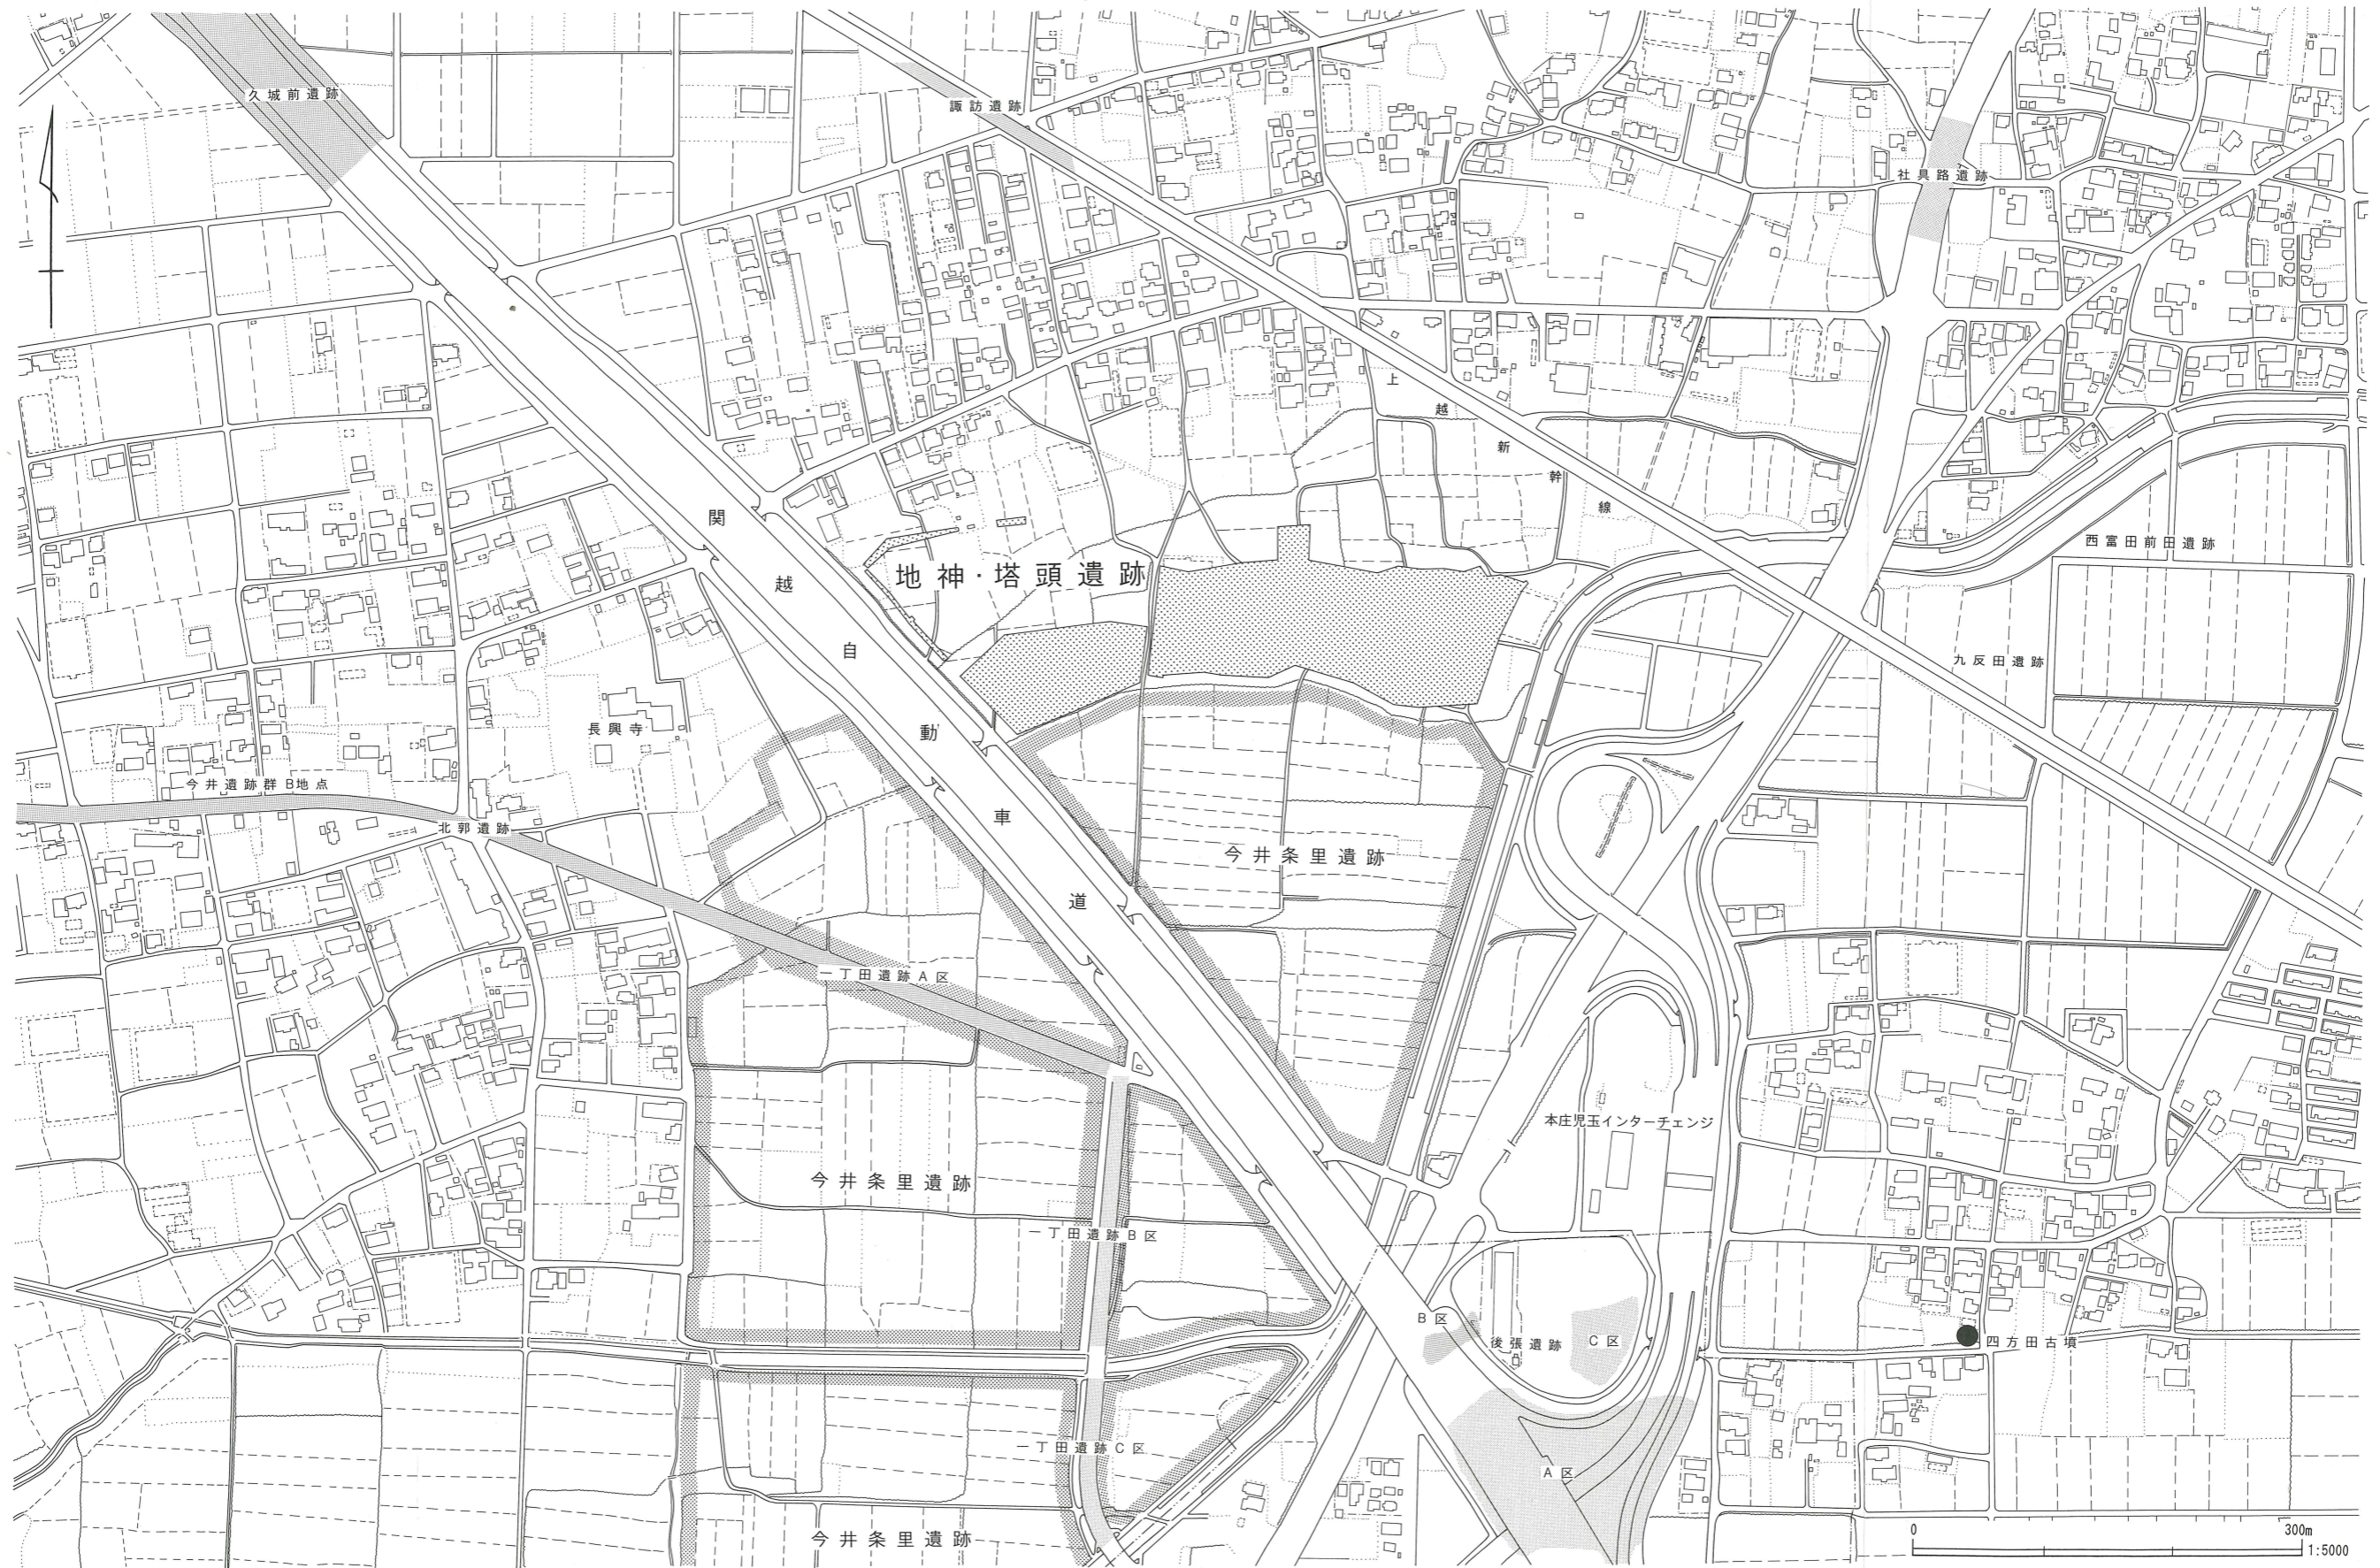 久城前遺跡
諏訪遺跡
社具路遺跡
上越新幹線
関越自動車道
地神・塔頭遺跡
西富田前田遺跡
九反田遺跡
長興寺
今井遺跡群 B地点
北郭遺跡
今井条里遺跡
一丁田遺跡 A 区
本庄児玉インターチェンジ
今井条里遺跡
一丁田遺跡 B 区
B 区
後張遺跡
C 区
四方田古墳
一丁田遺跡 C 区
A 区
今井条里遺跡
0
300m
1:5000